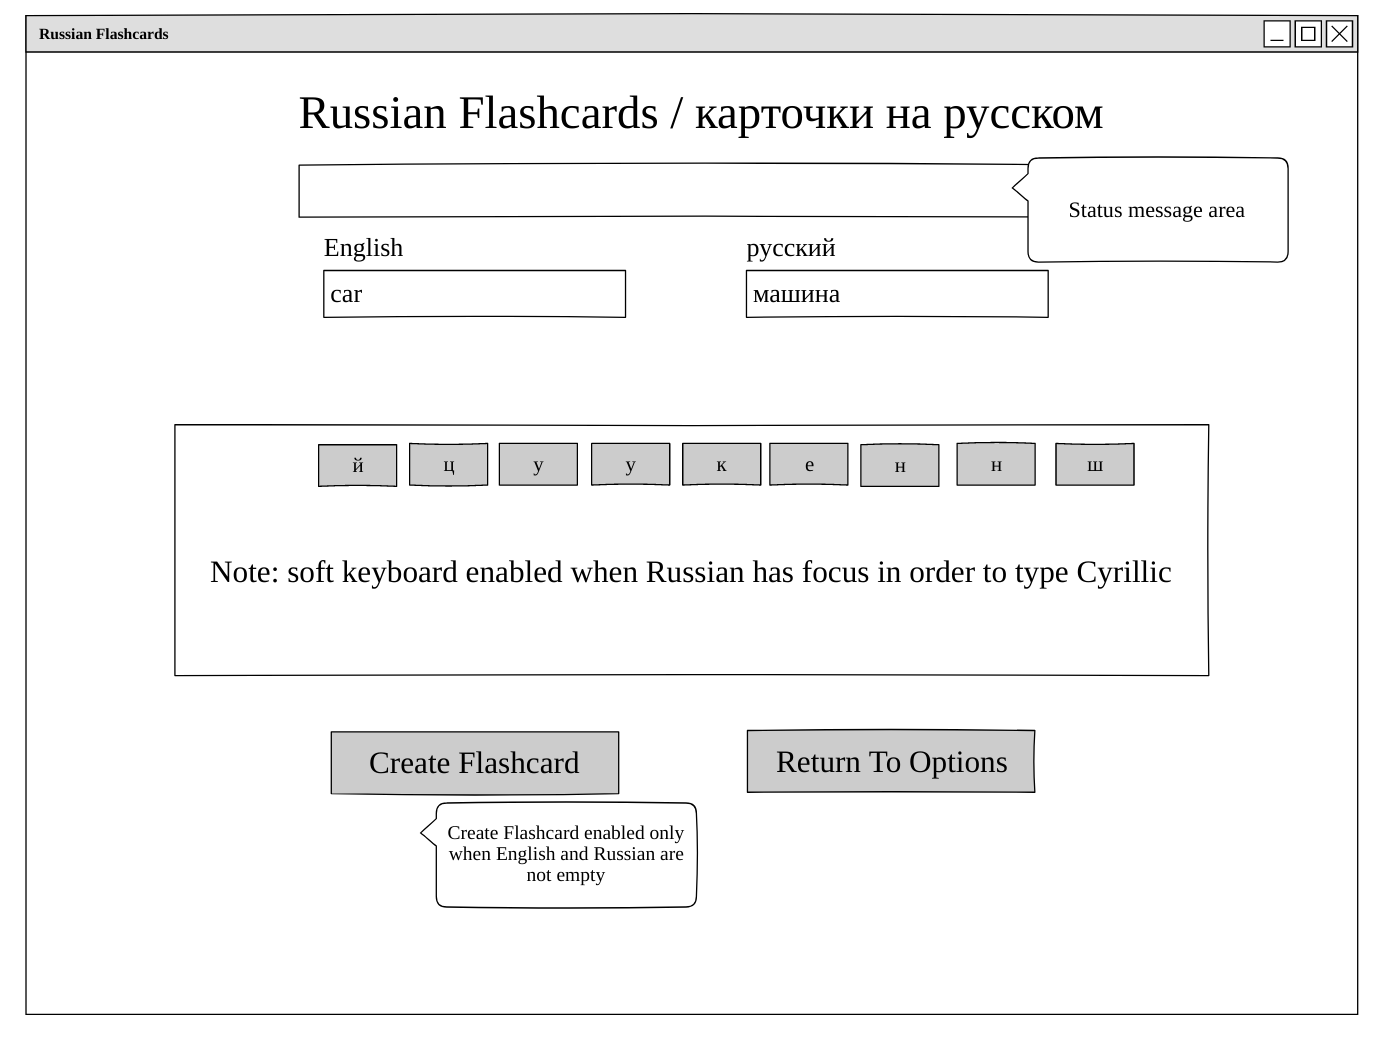 Russian Flashcards
Russian Flashcards / карточки на русском
Status message area
English
русский
car
машина
й ц у у к е н н ш
Note: soft keyboard enabled when Russian has focus in order to type Cyrillic
Create Flashcard
Return To Options
Create Flashcard enabled only
when English and Russian are
not empty